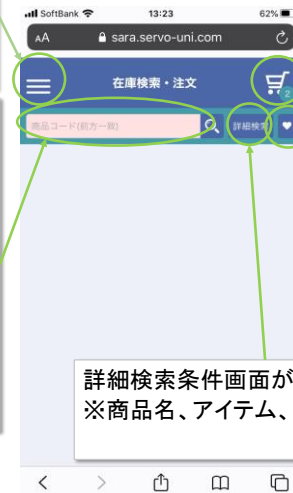 SoftBank 13:23 62%
AA sara.servo-uni.com
在庫検索・注文
2
商品コード(前方一致) 詳細検索
詳細検索条件画面が
※商品名、アイテム、